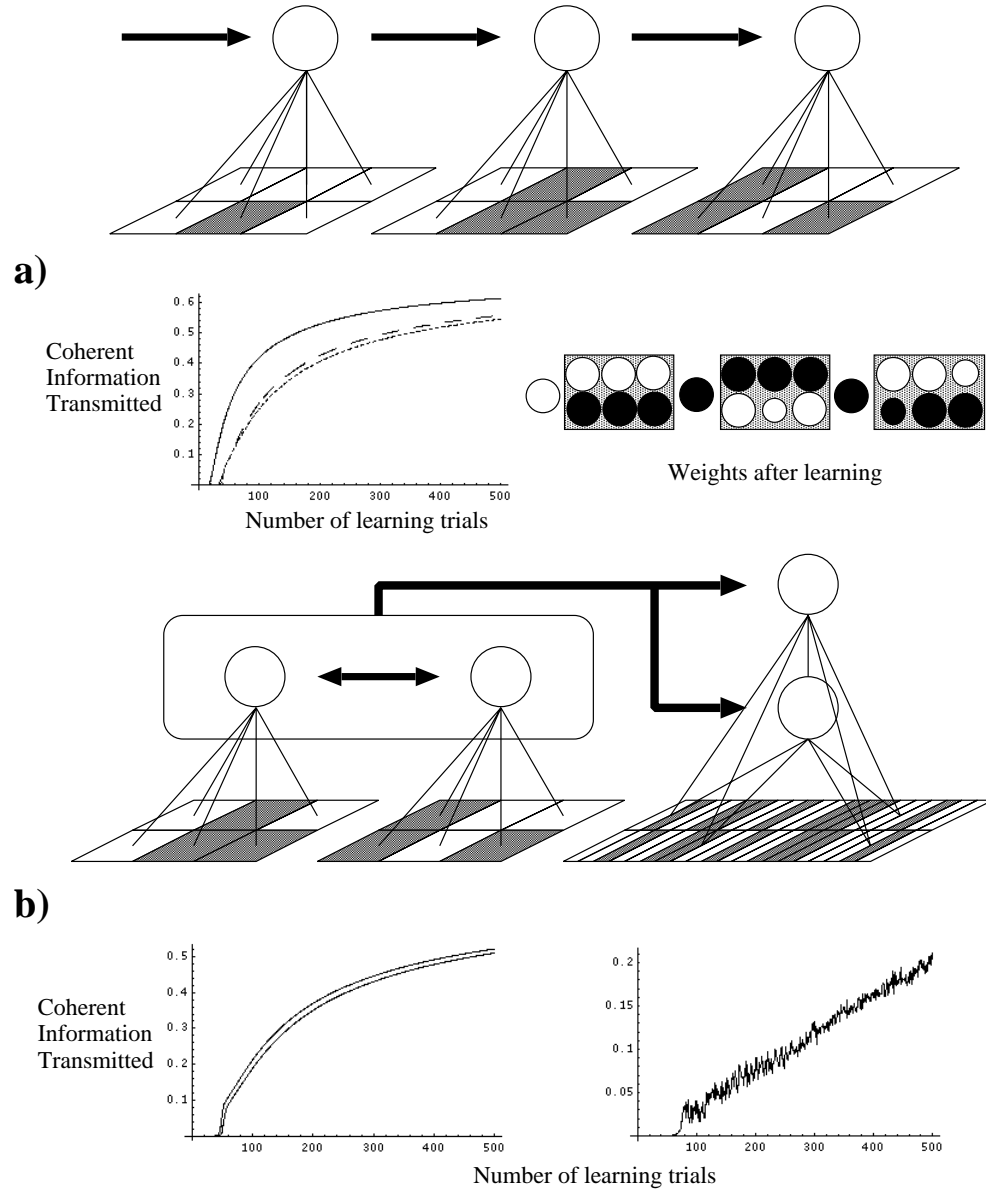 a)
0.6
0.5
0.4
0.3
0.2
0.1
Coherent
Information
Transmitted
100 200 300 400 500
Number of learning trials
Weights after learning
b)
0.5
0.4
0.3
0.2
0.1
Coherent
Information
Transmitted
100 200 300 400 500
0.2
0.15
0.1
0.05
100 200 300 400 500
Number of learning trials